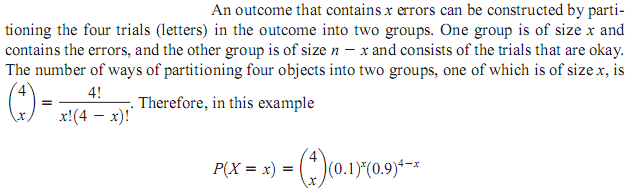 An outcome that contains x errors can be constructed by parti-
tioning the four trials (letters) in the outcome into two groups. One group is of size x and
contains the errors, and the other group is of size n − x and consists of the trials that are okay.
The number of ways of partitioning four objects into two groups, one of which is of size x, is
(4 x) = 4! / x!(4 − x)!. Therefore, in this example
P(X = x) = (4 x)(0.1)^x(0.9)^{4−x}